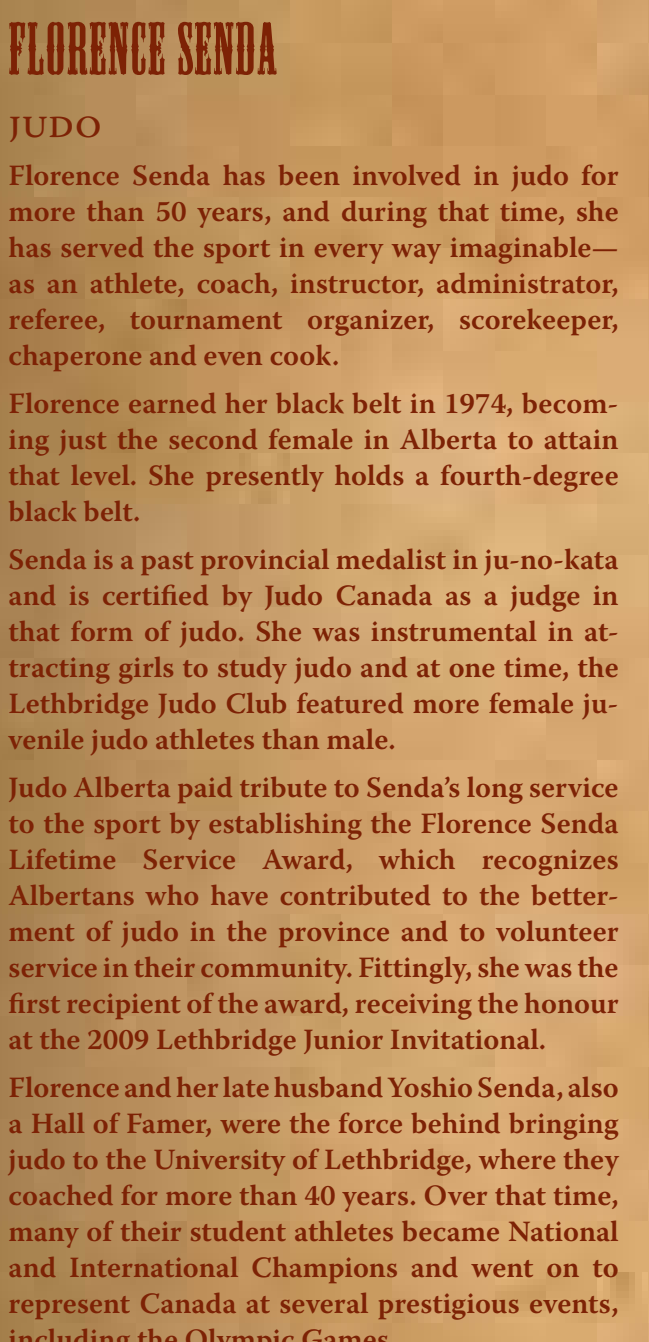 FLORENCE SENDA
JUDO
Florence Senda has been involved in judo for
more than 50 years, and during that time, she
has served the sport in every way imaginable—
as an athlete, coach, instructor, administrator,
referee, tournament organizer, scorekeeper,
chaperone and even cook.
Florence earned her black belt in 1974, becom-
ing just the second female in Alberta to attain
that level. She presently holds a fourth-degree
black belt.
Senda is a past provincial medalist in ju-no-kata
and is certified by Judo Canada as a judge in
that form of judo. She was instrumental in at-
tracting girls to study judo and at one time, the
Lethbridge Judo Club featured more female ju-
venile judo athletes than male.
Judo Alberta paid tribute to Senda’s long service
to the sport by establishing the Florence Senda
Lifetime Service Award, which recognizes
Albertans who have contributed to the better-
ment of judo in the province and to volunteer
service in their community. Fittingly, she was the
first recipient of the award, receiving the honour
at the 2009 Lethbridge Junior Invitational.
Florence and her late husband Yoshio Senda, also
a Hall of Famer, were the force behind bringing
judo to the University of Lethbridge, where they
coached for more than 40 years. Over that time,
many of their student athletes became National
and International Champions and went on to
represent Canada at several prestigious events,
including the Olympic Games.